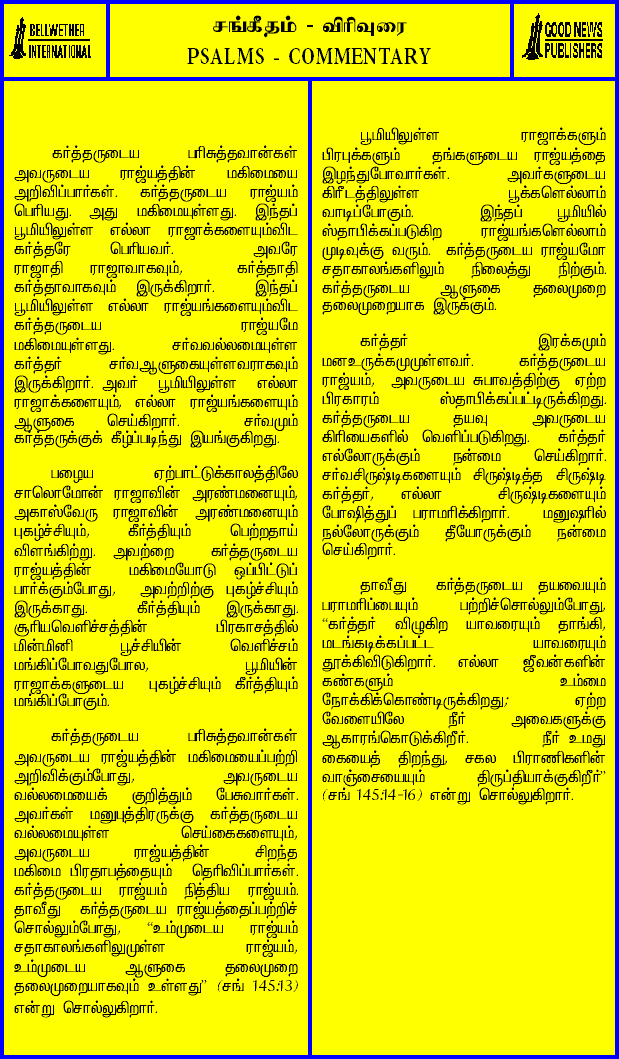 BELLWETHER
INTERNATIONAL
சங்கீதம் - விரிவுரை
PSALMS - COMMENTARY
GOOD NEWS
PUBLISHERS
கர்த்தருடைய பரிசுத்தவான்கள்
அவருடைய ராஜ்யத்தின் மகிமையை
அறிவிப்பார்கள். கர்த்தருடைய ராஜ்யம்
பெரியது. அது மகிமையுள்ளது. இந்தப்
பூமியிலுள்ள எல்லா ராஜாக்களையும்விட
கர்த்தரே பெரியவர். அவரே
ராஜாதி ராஜாவாகவும், கர்த்தாதி
கர்த்தாவாகவும் இருக்கிறார். இந்தப்
பூமியிலுள்ள எல்லா ராஜ்யங்களையும்விட
கர்த்தருடைய ராஜ்யமே
மகிமையுள்ளது. சர்வவல்லமையுள்ள
கர்த்தர் சர்வஆளுகையுள்ளவராகவும்
இருக்கிறார். அவர் பூமியிலுள்ள எல்லா
ராஜாக்களையும், எல்லா ராஜ்யங்களையும்
ஆளுகை செய்கிறார். சர்வமும்
கர்த்தருக்குக் கீழ்ப்படிந்து இயங்குகிறது.
பழைய ஏற்பாட்டுக்காலத்திலே
சாலொமோன் ராஜாவின் அரண்மனையும்,
அகாஸ்வேரு ராஜாவின் அரண்மனையும்
புகழ்ச்சியும், கீர்த்தியும் பெற்றதாய்
விளங்கிற்று. அவற்றை கர்த்தருடைய
ராஜ்யத்தின் மகிமையோடு ஒப்பிட்டுப்
பார்க்கும்போது, அவற்றிற்கு புகழ்ச்சியும்
இருக்காது. கீர்த்தியும் இருக்காது.
சூரியவெளிச்சத்தின் பிரகாசத்தில்
மின்மினி பூச்சியின் வெளிச்சம்
மங்கிப்போவதுபோல, பூமியின்
ராஜாக்களுடைய புகழ்ச்சியும் கீர்த்தியும்
மங்கிப்போகும்.
கர்த்தருடைய பரிசுத்தவான்கள்
அவருடைய ராஜ்யத்தின் மகிமையைப்பற்றி
அறிவிக்கும்போது, அவருடைய
வல்லமையைக் குறித்தும் பேசுவார்கள்.
அவர்கள் மனுபுத்திரருக்கு கர்த்தருடைய
வல்லமையுள்ள செய்கைகளையும்,
அவருடைய ராஜ்யத்தின் சிறந்த
மகிமை பிரதாபத்தையும் தெரிவிப்பார்கள்.
கர்த்தருடைய ராஜ்யம் நித்திய ராஜ்யம்.
தாவீது கர்த்தருடைய ராஜ்யத்தைப்பற்றிச்
சொல்லும்போது, “உம்முடைய ராஜ்யம்
சதாகாலங்களிலுமுள்ள ராஜ்யம்,
உம்முடைய ஆளுகை தலைமுறை
தலைமுறையாகவும் உள்ளது” (சங் 145:13)
என்று சொல்லுகிறார்.
பூமியிலுள்ள ராஜாக்களும்
பிரபுக்களும் தங்களுடைய ராஜ்யத்தை
இழந்துபோவார்கள். அவர்களுடைய
கிரீடத்திலுள்ள பூக்களெல்லாம்
வாடிப்போகும். இந்தப் பூமியில்
ஸ்தாபிக்கப்படுகிற ராஜ்யங்களெல்லாம்
முடிவுக்கு வரும். கர்த்தருடைய ராஜ்யமோ
சதாகாலங்களிலும் நிலைத்து நிற்கும்.
கர்த்தருடைய ஆளுகை தலைமுறை
தலைமுறையாக இருக்கும்.
கர்த்தர் இரக்கமும்
மனஉருக்கமுமுள்ளவர். கர்த்தருடைய
ராஜ்யம், அவருடைய சுபாவத்திற்கு ஏற்ற
பிரகாரம் ஸ்தாபிக்கப்பட்டிருக்கிறது.
கர்த்தருடைய தயவு அவருடைய
கிரியைகளில் வெளிப்படுகிறது. கர்த்தர்
எல்லோருக்கும் நன்மை செய்கிறார்.
சர்வசிருஷ்டிகளையும் சிருஷ்டித்த சிருஷ்டி
கர்த்தர், எல்லா சிருஷ்டிகளையும்
போஷித்துப் பராமரிக்கிறார். மனுஷரில்
நல்லோருக்கும் தீயோருக்கும் நன்மை
செய்கிறார்.
தாவீது கர்த்தருடைய தயவையும்
பராமரிப்பையும் பற்றிச்சொல்லும்போது,
“கர்த்தர் விழுகிற யாவரையும் தாங்கி,
மடங்கடிக்கப்பட்ட யாவரையும்
தூக்கிவிடுகிறார். எல்லா ஜீவன்களின்
கண்களும் உம்மை
நோக்கிக்கொண்டிருக்கிறது; ஏற்ற
வேளையிலே நீர் அவைகளுக்கு
ஆகாரங்கொடுக்கிறீர். நீர் உமது
கையைத் திறந்து, சகல பிராணிகளின்
வாஞ்சையையும் திருப்தியாக்குகிறீர்”
(சங் 145:14-16) என்று சொல்லுகிறார்.